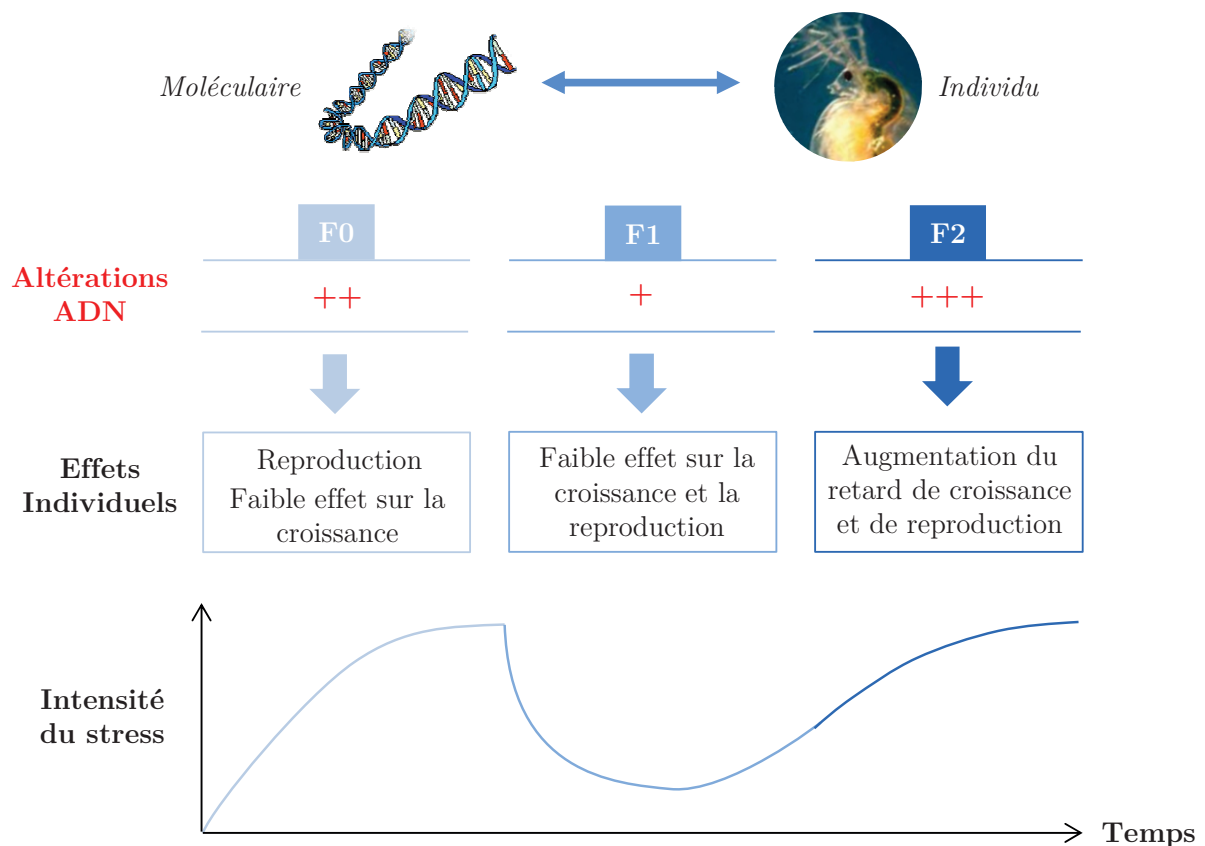 Moléculaire
Individu
F0
F1
F2
Altérations
ADN
++
+
+++
Effets
Individuels
Reproduction
Faible effet sur la
croissance
Faible effet sur la
croissance et la
reproduction
Augmentation du
retard de croissance
et de reproduction
Intensité
du stress
Temps